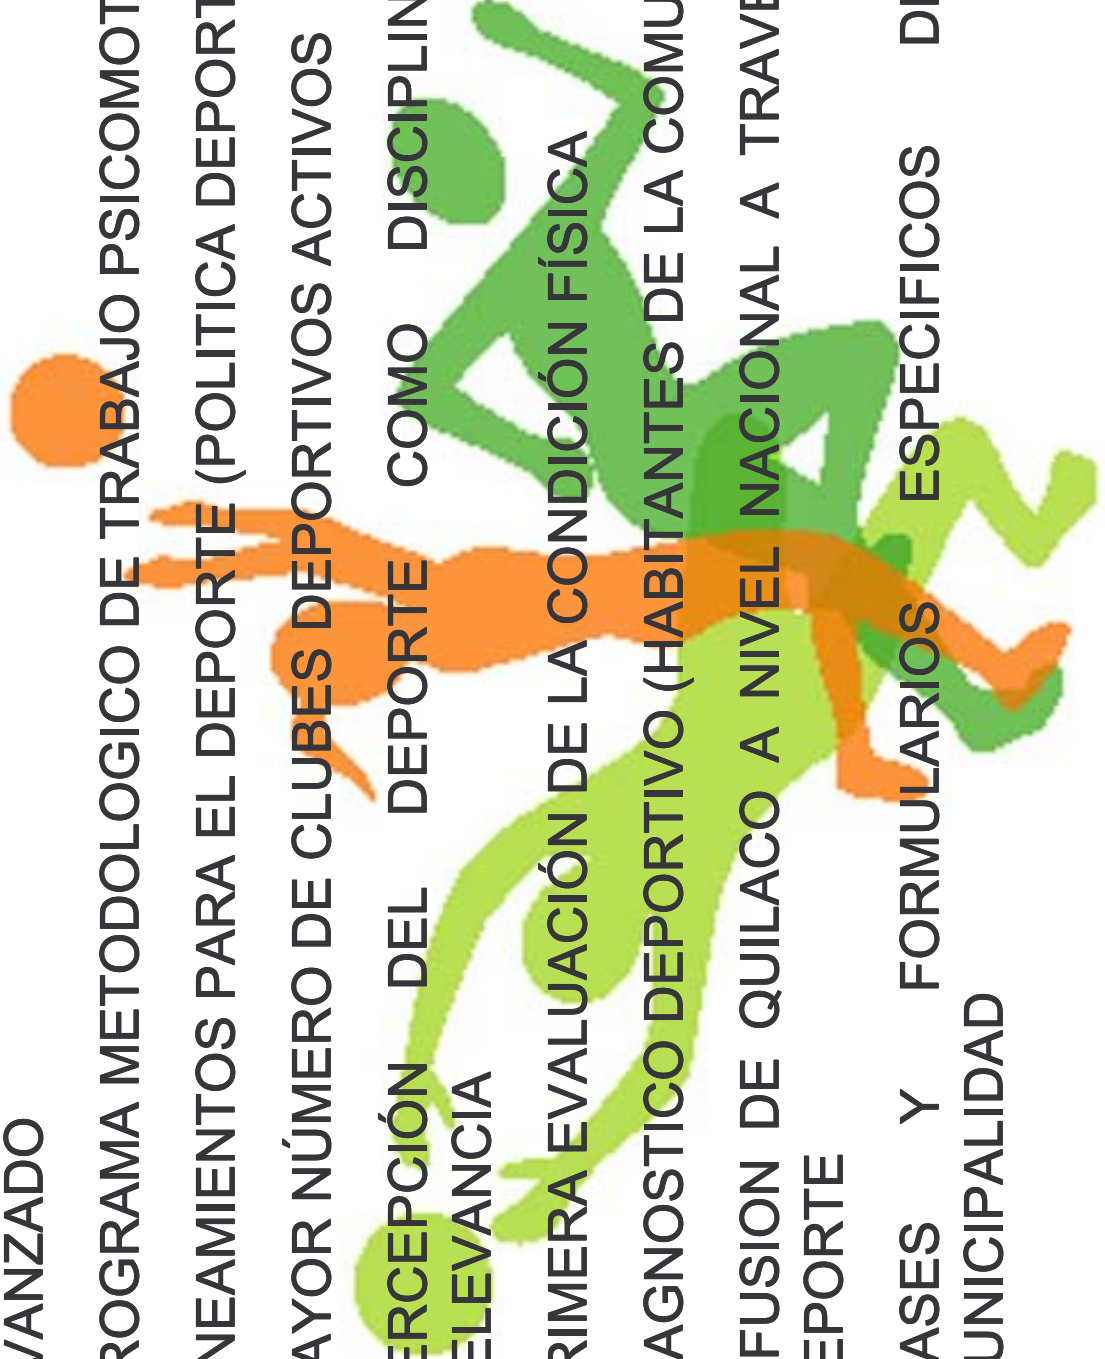 VANZADO
ROGRAMA METODOLOGICO DE TRABAJO PSICOMOT
NEAMIENTOS PARA EL DEPORTE (POLITICA DEPORT
AYOR NÚMERO DE CLUBES DEPORTIVOS ACTIVOS
ERCEPCIÓN DEL DEPORTE COMO DISCIPLIN
ELEVANCIA
RIMERA EVALUACIÓN DE LA CONDICIÓN FÍSICA
AGNOSTICO DEPORTIVO (HABITANTES DE LA COMU
FUSION DE QUILACO A NIVEL NACIONAL A TRAVE
EPORTE
ASES Y FORMULARIOS ESPECIFICOS DE
UNICIPALIDAD